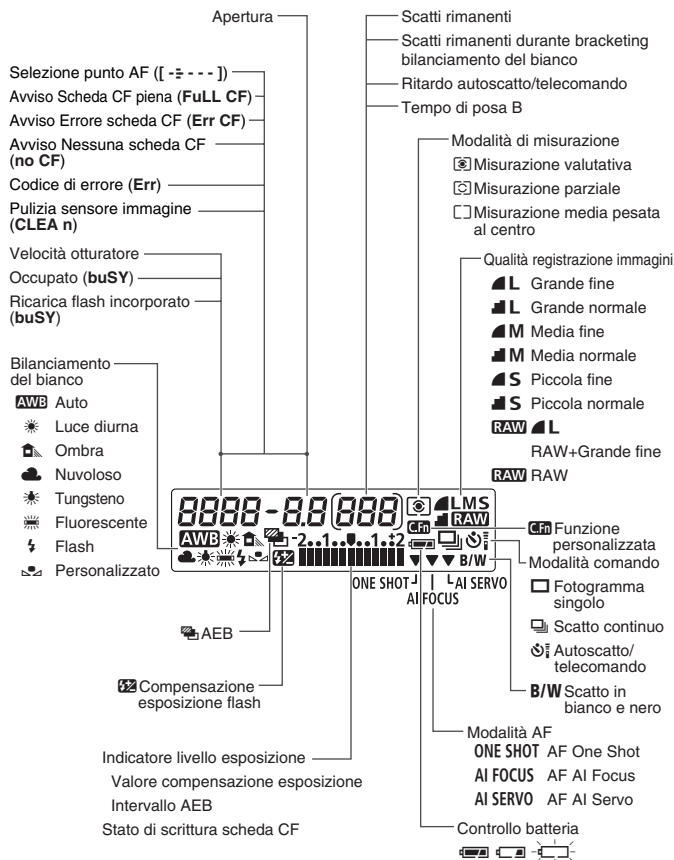 Apertura
Scatti rimanenti
Scatti rimanenti durante bracketing
bilanciamento del bianco
Ritardo autoscatto/telecomando
Tempo di posa B
Selezione punto AF ([ - - - - - ])
Avviso Scheda CF piena (FuLL CF)
Avviso Errore scheda CF (Err CF)
Avviso Nessuna scheda CF
(no CF)
Codice di errore (Err)
Pulizia sensore immagine
(CLEA n)
Velocità otturatore
Occupato (buSY)
Ricarica flash incorporato
(buSY)
Bilanciamento
del bianco
AWB Auto
Luce diurna
Ombra
Nuvoloso
Tungsteno
Fluorescente
Flash
Personalizzato
Modalità di misurazione
Misurazione valutativa
Misurazione parziale
Misurazione media pesata
al centro
Qualità registrazione immagini
L Grande fine
L Grande normale
M Media fine
M Media normale
S Piccola fine
S Piccola normale
RAW L
RAW+Grande fine
RAW RAW
8888-8.8(888) LMS
C.Fn RAW
AWB -2..1..0..1.+2
B/W
ONE SHOT AI SERVO
AI FOCUS
C.Fn Funzione
personalizzata
Modalità comando
Fotogramma
singolo
Scatto continuo
Autoscatto/
telecomando
B/W Scatto in
bianco e nero
AEB
Compensazione
esposizione flash
Indicatore livello esposizione
Valore compensazione esposizione
Intervallo AEB
Stato di scrittura scheda CF
Modalità AF
ONE SHOT AF One Shot
AI FOCUS AF AI Focus
AI SERVO AF AI Servo
Controllo batteria